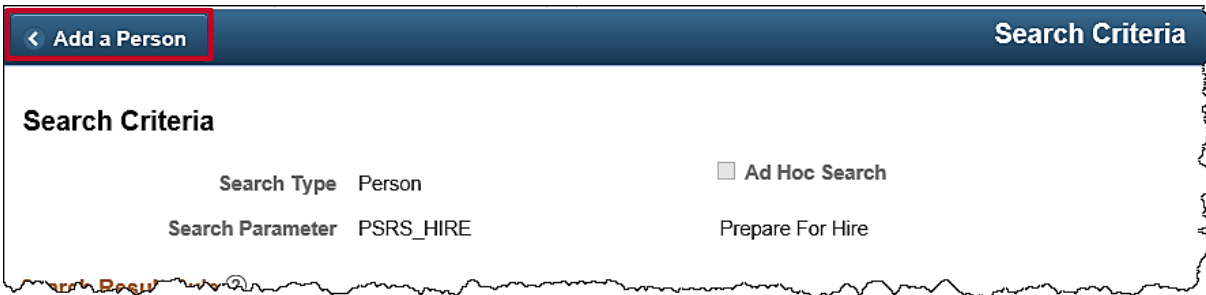 Add a Person
Search Criteria
Search Criteria
Search Type Person
Ad Hoc Search
Search Parameter PSRS_HIRE Prepare For Hire